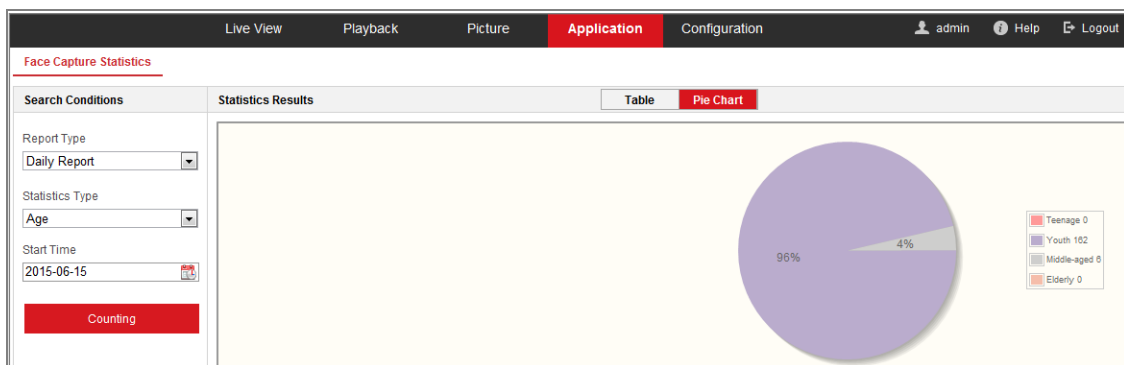 Live View Playback Picture Application Configuration admin Help Logout
Face Capture Statistics
Search Conditions Statistics Results Table Pie Chart
Report Type
Daily Report
Statistics Type
Age
Start Time
2015-06-15
Counting
96%
4%
Teenage 0
Youth 162
Middle-aged 6
Elderly 0